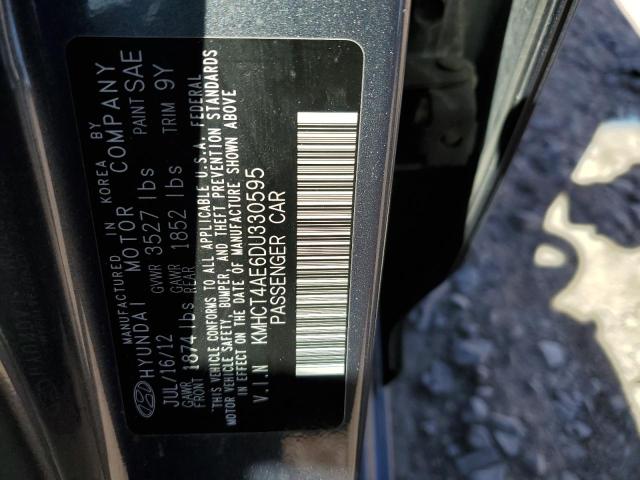 MANUFACTURED IN KOREA BY
HYUNDAI MOTOR COMPANY
JUL/16/12 GVWR 3527 lbs PAINT SAE
GAWR FRONT 1874 lbs GAWR REAR 1852 lbs TRIM 9Y
THIS VEHICLE CONFORMS TO ALL APPLICABLE U.S.A. FEDERAL
MOTOR VEHICLE SAFETY, BUMPER, AND THEFT PREVENTION STANDARDS
IN EFFECT ON THE DATE OF MANUFACTURE SHOWN ABOVE
V.I.N KMHCT4AE6DU330595
PASSENGER CAR